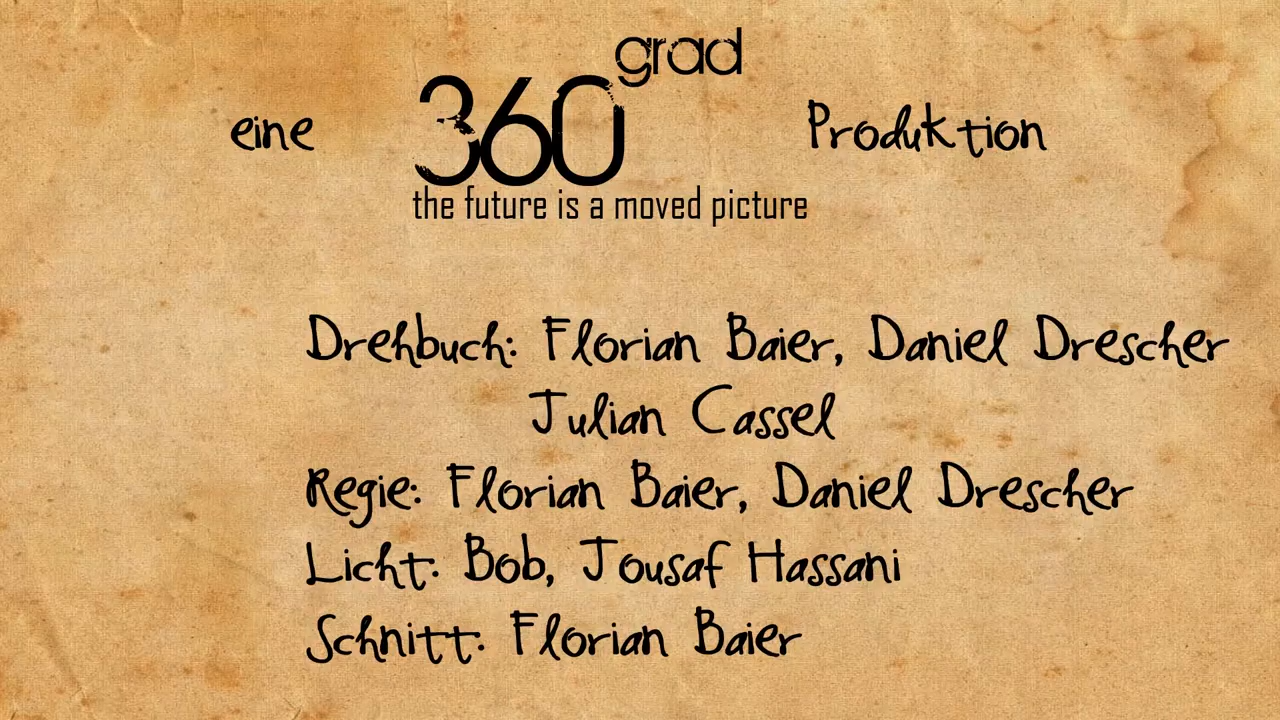 grad
eine 360 Produktion
the future is a moved picture
Drehbuch: Florian Baier, Daniel Drescher
Julian Cassel
Regie: Florian Baier, Daniel Drescher
Licht: Bob, Jousaf Hassani
Schnitt: Florian Baier